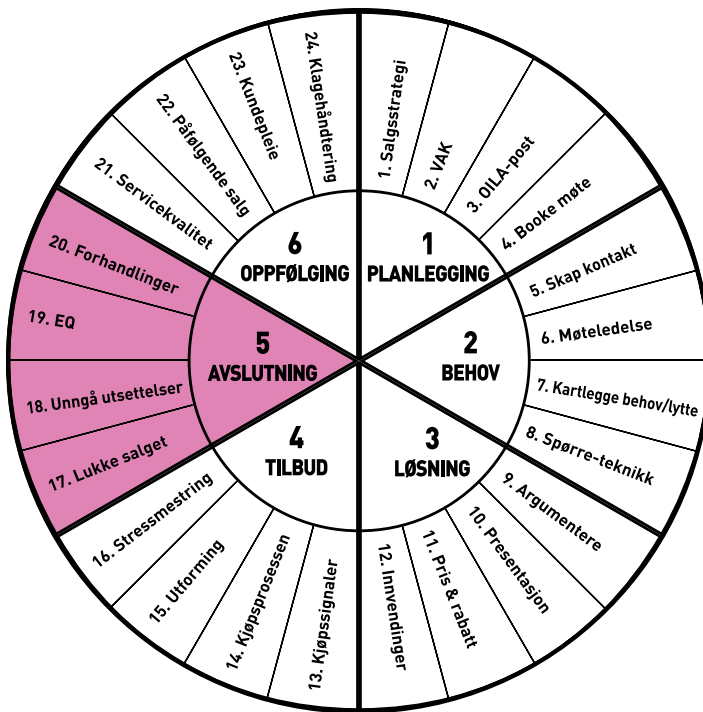 1
PLANLEGGING
1. Salgsstrategi
2. VAK
3. OILA-post
4. Booke møte
2
BEHOV
5. Skap kontakt
6. Møteledelse
7. Kartlegge behov/lytte
8. Spørre-teknikk
3
LØSNING
9. Argumentere
10. Presentasjon
11. Pris & rabatt
12. Innvendinger
4
TILBUD
13. Kjøpssignaler
14. Kjøpsprosessen
15. Utforming
16. Stressmestring
5
AVSLUTNING
17. Lukke salget
18. Unngå utsettelser
19. EQ
20. Forhandlinger
6
OPPFØLGING
21. Servicekvalitet
22. Påfølgende salg
23. Kundepleie
24. Klagehåndtering